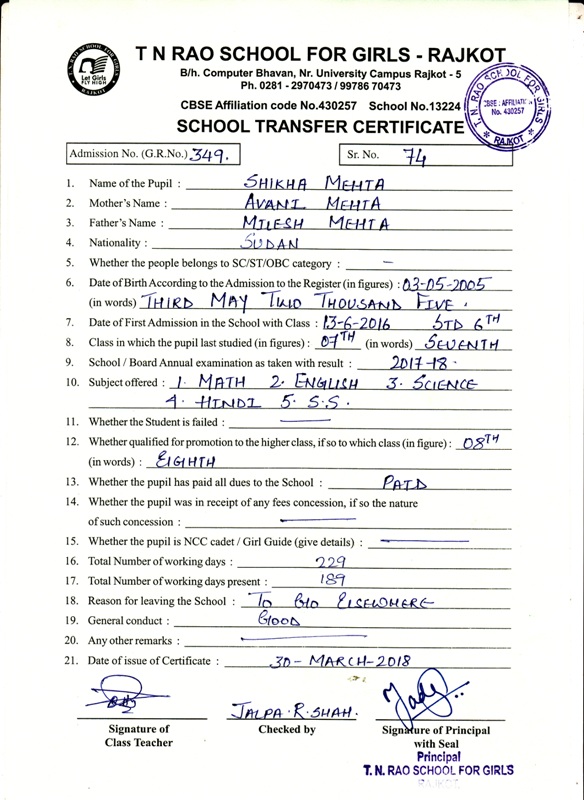 T. N. RAO SCHOOL FOR GIRLS
Let Girls
FLY HIGH
RAJKOT
T N RAO SCHOOL FOR GIRLS - RAJKOT
B/h. Computer Bhavan, Nr. University Campus Rajkot - 5
Ph. 0281 - 2970473 / 99786 70473
CBSE Affiliation code No.430257 School No.13224
SCHOOL TRANSFER CERTIFICATE
T. N. RAO SCHOOL FOR GIRLS
CBSE : AFFILIATION
No. 430257
RAJKOT
Admission No. (G.R.No.) 349. Sr. No. 74
1. Name of the Pupil : SHIKHA MEHTA
2. Mother's Name : AVANI MEHTA
3. Father's Name : MILESH MEHTA
4. Nationality : SUDAN
5. Whether the people belongs to SC/ST/OBC category : —
6. Date of Birth According to the Admission to the Register (in figures) : 03-05-2005
(in words) THIRD MAY TWO THOUSAND FIVE.
7. Date of First Admission in the School with Class : 13-6-2016 STD 6TH
8. Class in which the pupil last studied (in figures) : 07TH (in words) SEVENTH
9. School / Board Annual examination as taken with result : 2017-18.
10. Subject offered : 1. MATH 2. ENGLISH 3. SCIENCE
4. HINDI 5. S.S.
11. Whether the Student is failed : —
12. Whether qualified for promotion to the higher class, if so to which class (in figure) : 08TH
(in words) : EIGHTH
13. Whether the pupil has paid all dues to the School : PAID
14. Whether the pupil was in receipt of any fees concession, if so the nature
of such concession : —
15. Whether the pupil is NCC cadet / Girl Guide (give details) : —
16. Total Number of working days : 229
17. Total Number of working days present : 189
18. Reason for leaving the School : TO GO ELSEWHERE
19. General conduct : GOOD
20. Any other remarks : —
21. Date of issue of Certificate : 30-MARCH-2018
JALPA.R.SHAH.
Signature of Class Teacher
Checked by
Signature of Principal
with Seal
Principal
T. N. RAO SCHOOL FOR GIRLS
RAJKOT